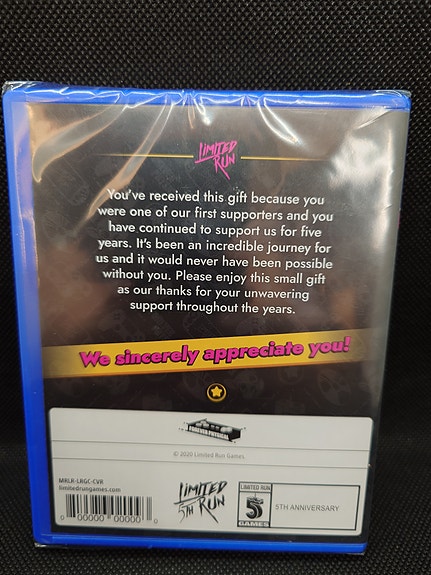 LIMITED
RUN
You've received this gift because you
were one of our first supporters and you
have continued to support us for five
years. It's been an incredible journey for
us and it would never have been possible
without you. Please enjoy this small gift
as our thanks for your unwavering
support throughout the years.
We sincerely appreciate you!
FOREVER PHYSICAL
© 2020 Limited Run Games.
MRLR-LRGC-CVR
limitedrungames.com
0 00000 00000 0
LIMITED
5TH RUN
LIMITED RUN
5
GAMES
5TH ANNIVERSARY